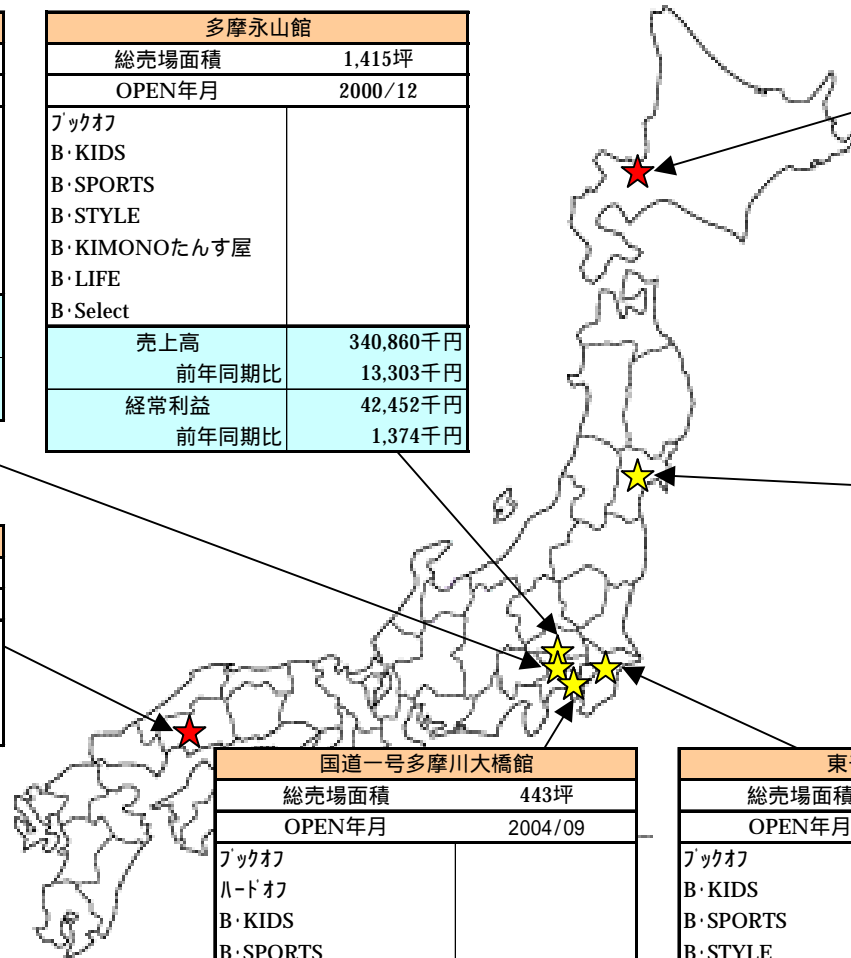 多摩永山館
総売場面積 1,415坪
OPEN年月 2000/12
ﾌﾞｯｸｵﾌ
B･KIDS
B･SPORTS
B･STYLE
B･KIMONOたんす屋
B･LIFE
B･Select
売上高 340,860千円
前年同期比 13,303千円
経常利益 42,452千円
前年同期比 1,374千円
国道一号多摩川大橋館
総売場面積 443坪
OPEN年月 2004/09
ﾌﾞｯｸｵﾌ
ﾊｰﾄﾞｵﾌ
B･KIDS
B･SPORTS
東
総売場面積
OPEN年月
ﾌﾞｯｸｵﾌ
B･KIDS
B･SPORTS
B･STYLE